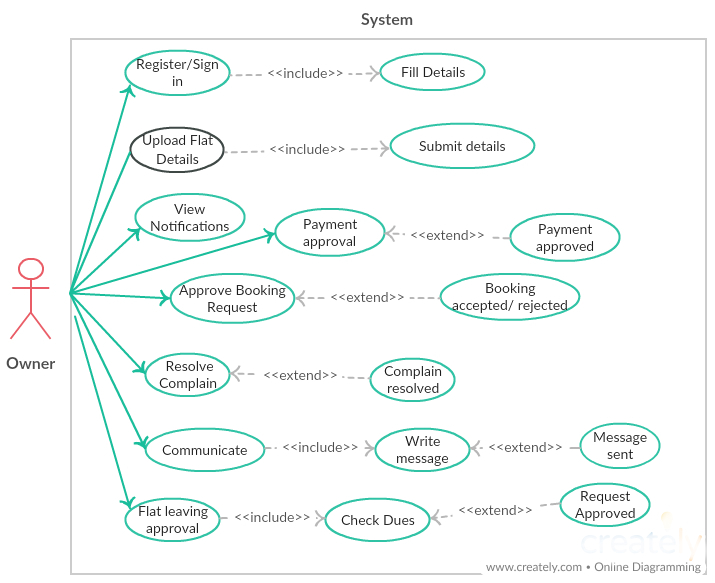 System
Register/Sign
in
<<include>>
Fill Details
Upload Flat
Details
<<include>>
Submit details
View
Notifications
Payment
approval
<<extend>>
Payment
approved
Approve Booking
Request
<<extend>>
Booking
accepted/ rejected
Owner
Resolve
Complain
<<extend>>
Complain
resolved
Communicate
<<include>>
Write
message
<<extend>>
Message
sent
Flat leaving
approval
<<include>>
Check Dues
<<extend>>
Request
Approved
creately
www.creately.com • Online Diagramming